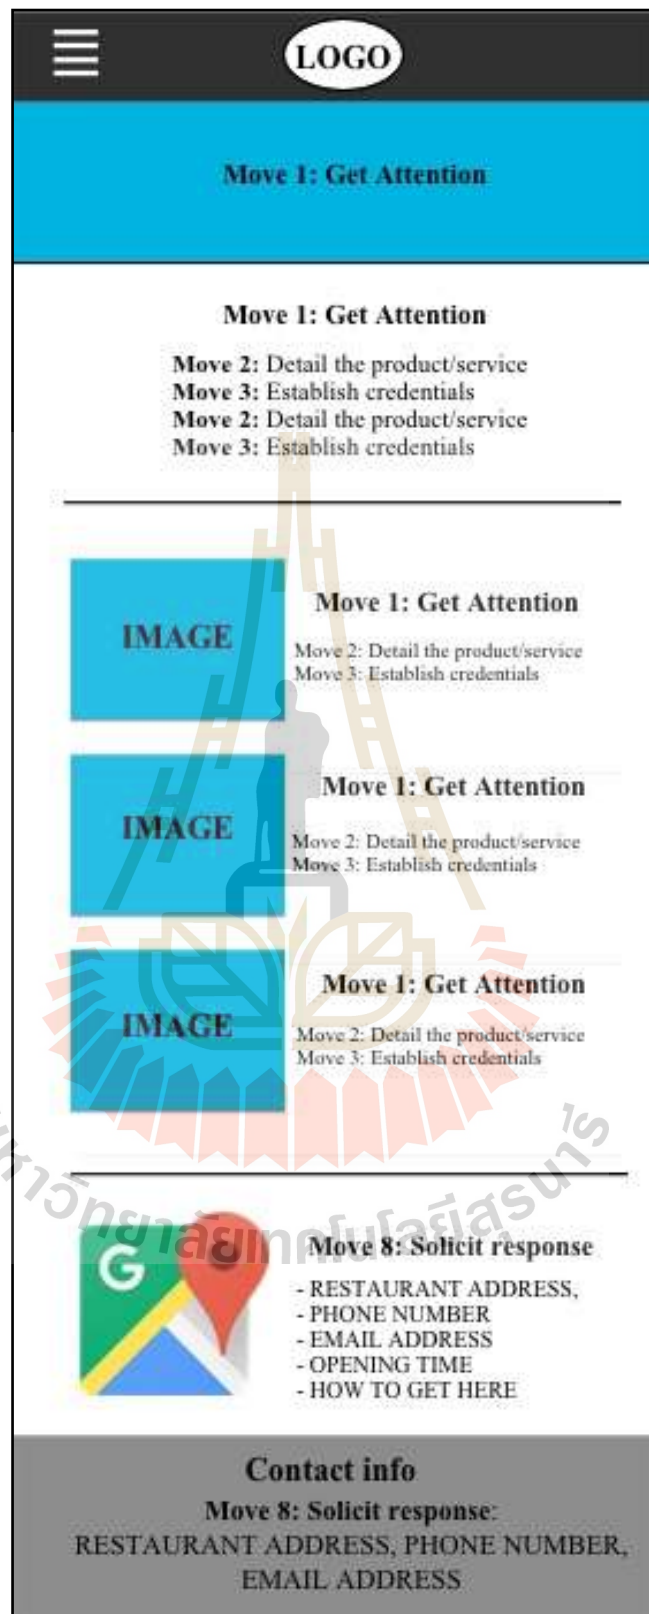 LOGO
Move 1: Get Attention
Move 1: Get Attention
Move 2: Detail the product/service
Move 3: Establish credentials
Move 2: Detail the product/service
Move 3: Establish credentials
IMAGE
Move 1: Get Attention
Move 2: Detail the product/service
Move 3: Establish credentials
IMAGE
Move 1: Get Attention
Move 2: Detail the product/service
Move 3: Establish credentials
IMAGE
Move 1: Get Attention
Move 2: Detail the product/service
Move 3: Establish credentials
G
Move 8: Solicit response
- RESTAURANT ADDRESS,
- PHONE NUMBER
- EMAIL ADDRESS
- OPENING TIME
- HOW TO GET HERE
Contact info
Move 8: Solicit response:
RESTAURANT ADDRESS, PHONE NUMBER,
EMAIL ADDRESS